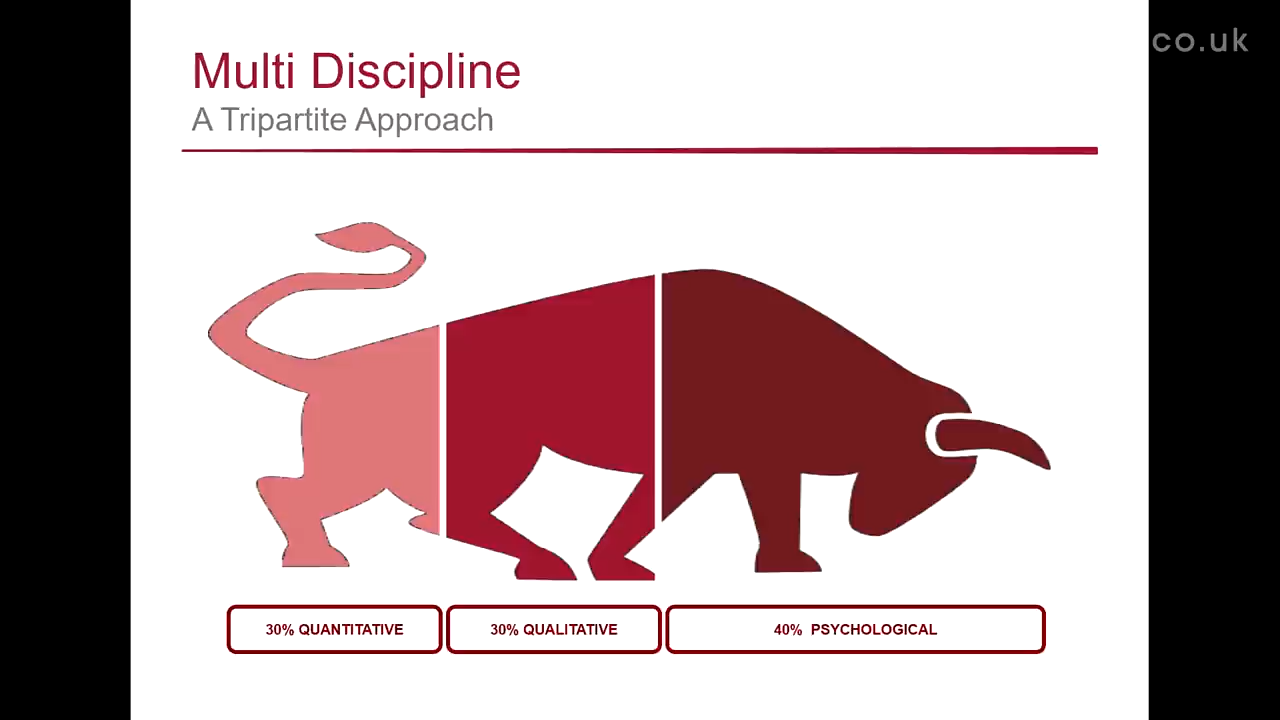 co.uk
Multi Discipline
A Tripartite Approach
30% QUANTITATIVE
30% QUALITATIVE
40% PSYCHOLOGICAL